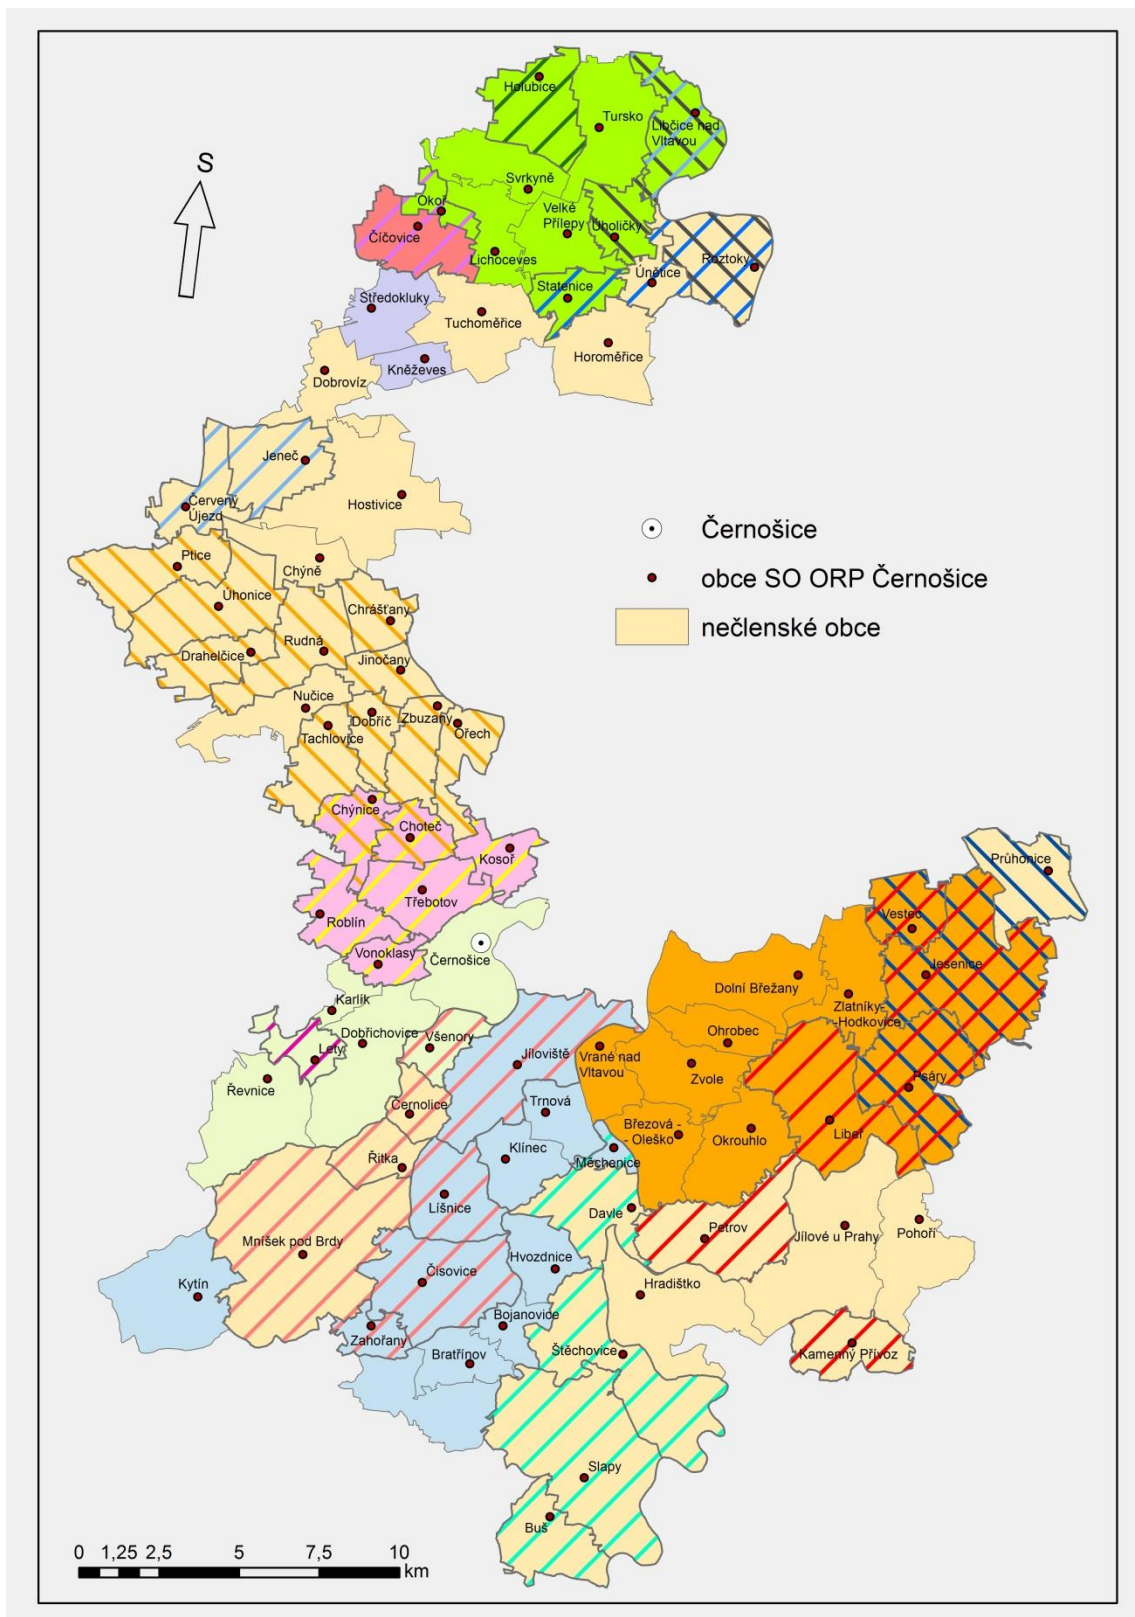 Holubice
Tursko
Libčice nad
Vltavou
S
Svrkyně
Okoř
Velké
Přílepy
Úholičky
Číčovice
Lichoceves
Roztoky
Únětice
Statenice
Středokluky
Tuchoměřice
Horoměřice
Kněževes
Dobrovíz
Jeneč
Hostivice
Červený
Újezd
Černošice
Ptice
Chýně
obce SO ORP Černošice
Úhonice
Chrášťany
nečlenské obce
Rudná
Drahelčice
Jinočany
Nučice
Zbuzany
Dobříč
Tachlovice
Ořech
Chýnice
Choteč
Kosoř
Průhonice
Třebotov
Roblín
Vestec
Vonoklasy
Černošice
Jesenice
Dolní Břežany
Zlatníky-
-Hodkovice
Karlík
Dobřichovice
Všenory
Ohrobec
Lety
Jíloviště
Vrané nad
Vltavou
Zvole
Řevnice
Psáry
Trnová
Černolice
Březová -
- Oleško
Okrouhlo
Libeř
Klínec
Měchenice
Řitka
Líšnice
Davle
Petrov
Jílové u Prahy
Pohoří
Mníšek pod Brdy
Hvozdnice
Kytín
Čisovice
Hradištko
Bojanovice
Zahořany
Bratřínov
Štěchovice
Kamenný Přívoz
Slapy
Buš
0 1,25 2,5 5 7,5 10
km